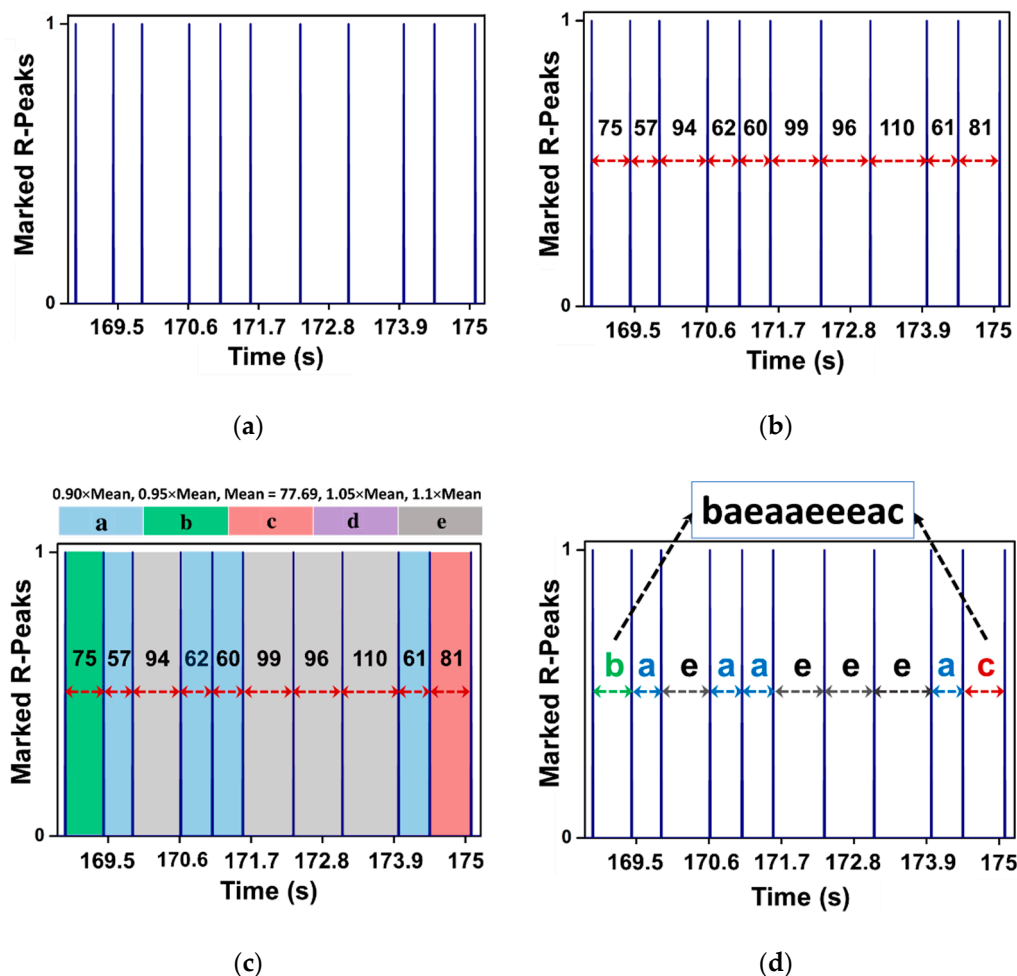 Marked R-Peaks
1
0
169.5 170.6 171.7 172.8 173.9 175
Time (s)
(a)
Marked R-Peaks
1
75 57 94 62 60 99 96 110 61 81
0
169.5 170.6 171.7 172.8 173.9 175
Time (s)
(b)
0.90×Mean, 0.95×Mean, Mean = 77.69, 1.05×Mean, 1.1×Mean
a b c d e
Marked R-Peaks
1
75 57 94 62 60 99 96 110 61 81
0
169.5 170.6 171.7 172.8 173.9 175
Time (s)
(c)
baeaaeeeac
Marked R-Peaks
1
b a e a a e e e a c
0
169.5 170.6 171.7 172.8 173.9 175
Time (s)
(d)